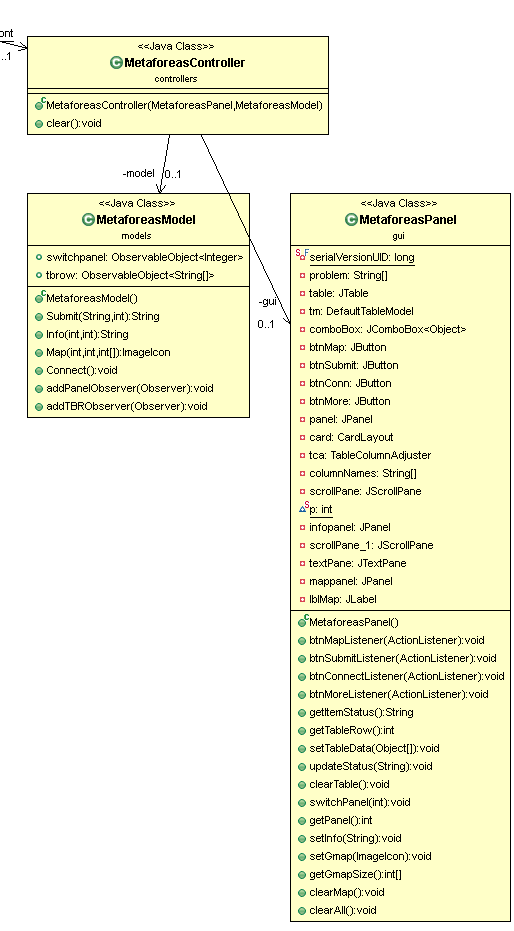 ont
..1
<<Java Class>>
MetaforeasController
controllers
MetaforeasController(MetaforeasPanel,MetaforeasModel)
clear():void
-model
0..1
<<Java Class>>
MetaforeasModel
models
switchpanel: ObservableObject<Integer>
tbrow: ObservableObject<String[]>
MetaforeasModel()
Submit(String,int):String
Info(int,int):String
Map(int,int,int[]):ImageIcon
Connect():void
addPanelObserver(Observer):void
addTBRObserver(Observer):void
-gui
0..1
<<Java Class>>
MetaforeasPanel
gui
serialVersionUID: long
problem: String[]
table: JTable
tm: DefaultTableModel
comboBox: JComboBox<Object>
btnMap: JButton
btnSubmit: JButton
btnConn: JButton
btnMore: JButton
panel: JPanel
card: CardLayout
tca: TableColumnAdjuster
columnNames: String[]
scrollPane: JScrollPane
p: int
infopanel: JPanel
scrollPane_1: JScrollPane
textPane: JTextPane
mappanel: JPanel
lblMap: JLabel
MetaforeasPanel()
btnMapListener(ActionListener):void
btnSubmitListener(ActionListener):void
btnConnectListener(ActionListener):void
btnMoreListener(ActionListener):void
getItemStatus():String
getTableRow():int
setTableData(Object[]):void
updateStatus(String):void
clearTable():void
switchPanel(int):void
getPanel():int
setInfo(String):void
setGmap(ImageIcon):void
getGmapSize():int[]
clearMap():void
clearAll():void